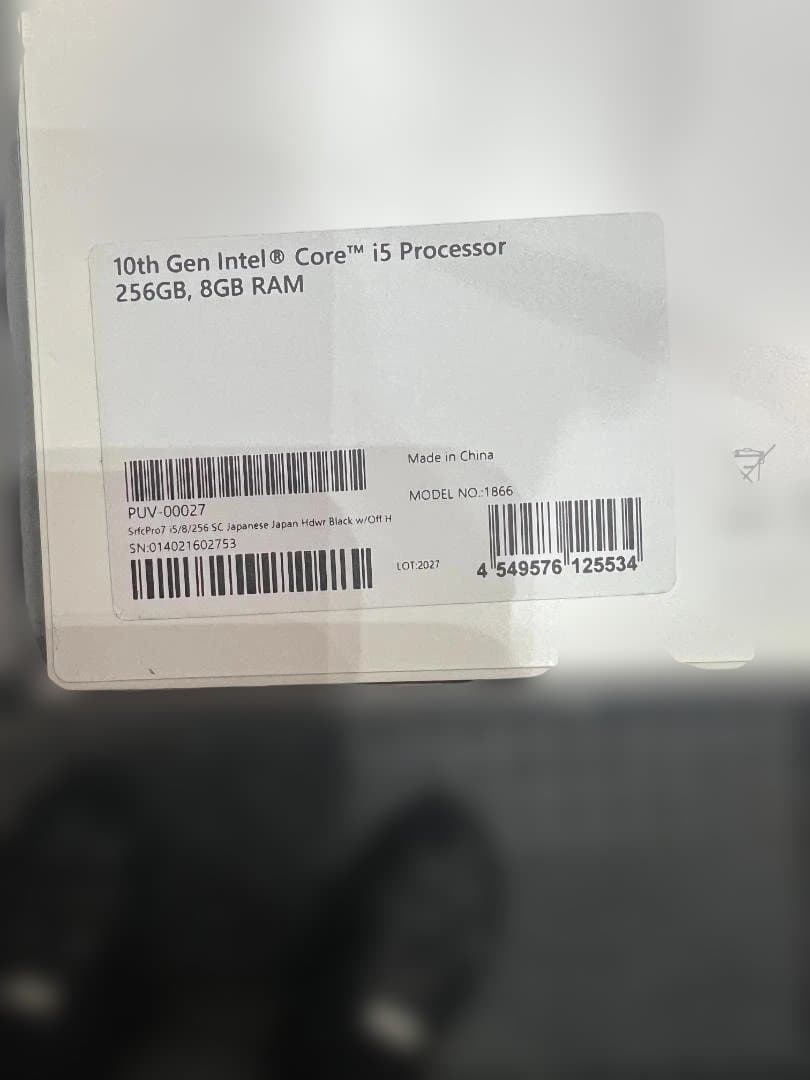 10th Gen Intel® Core™ i5 Processor
256GB, 8GB RAM
Made in China
PUV-00027
MODEL NO.:1866
SrfcPro7 i5/8/256 SC Japanese Japan Hdwr Black w/Off H
SN:014021602753
LOT:2027
4 549576 125534